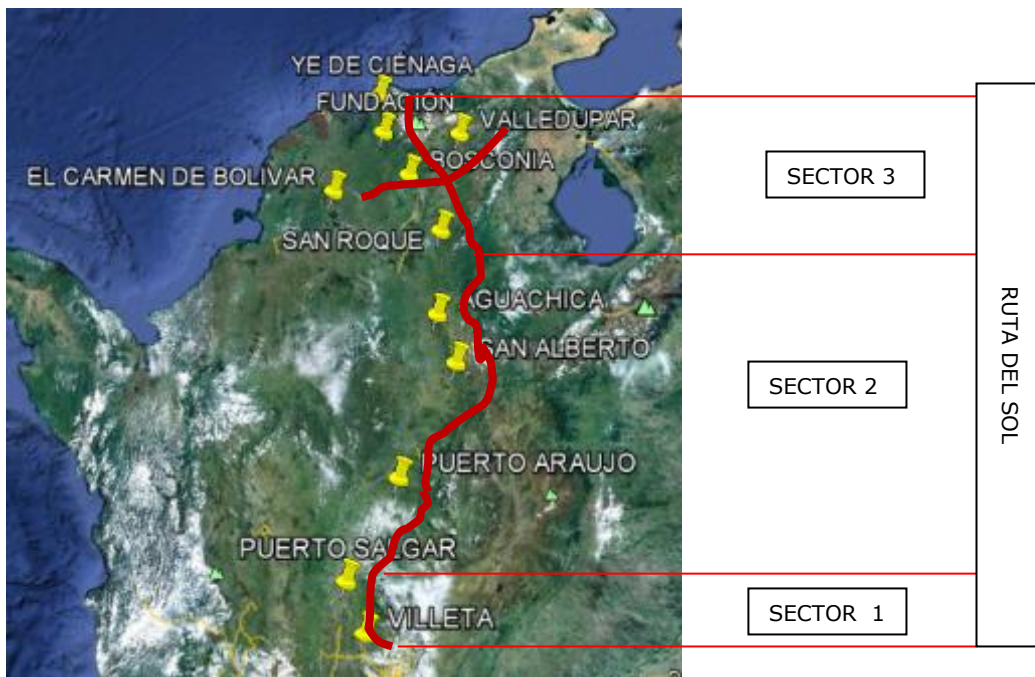 YE DE CIÉNAGA
FUNDACIÓN
VALLEDUPAR
BOSCONIA
EL CARMEN DE BOLIVAR
SAN ROQUE
AGUACHICA
SAN ALBERTO
PUERTO ARAUJO
PUERTO SALGAR
VILLETA
SECTOR 3
SECTOR 2
SECTOR 1
RUTA DEL SOL